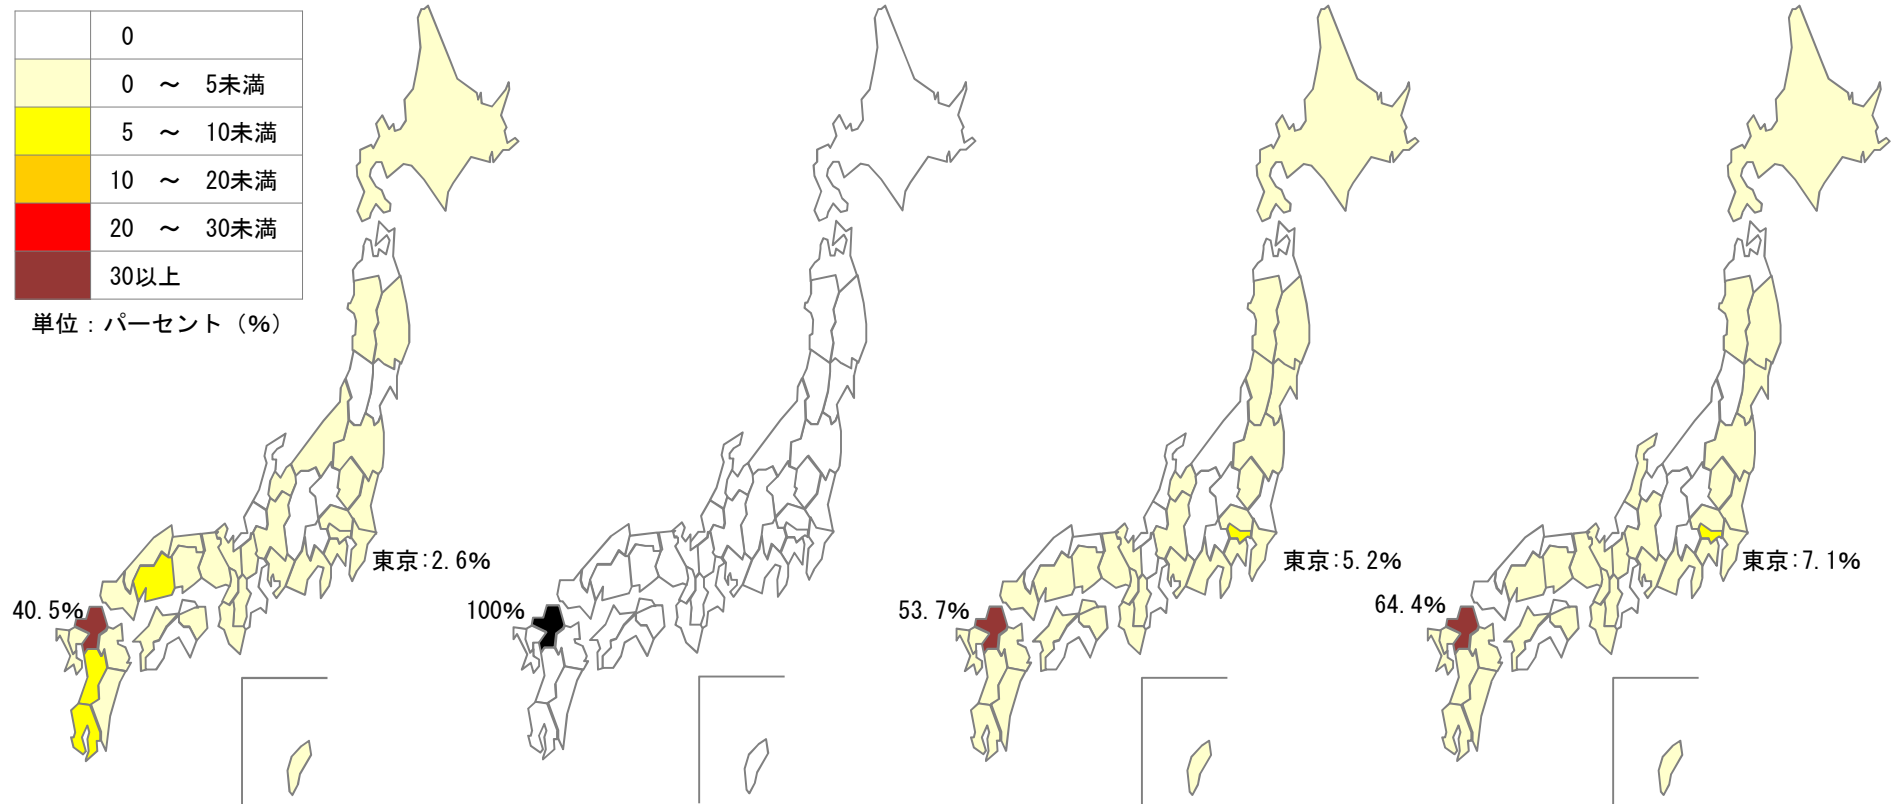 0
0 ～ 5未満
5 ～ 10未満
10 ～ 20未満
20 ～ 30未満
30以上
単位：パーセント（%）
東京:2.6%
40.5%
100%
東京:5.2%
53.7%
東京:7.1%
64.4%